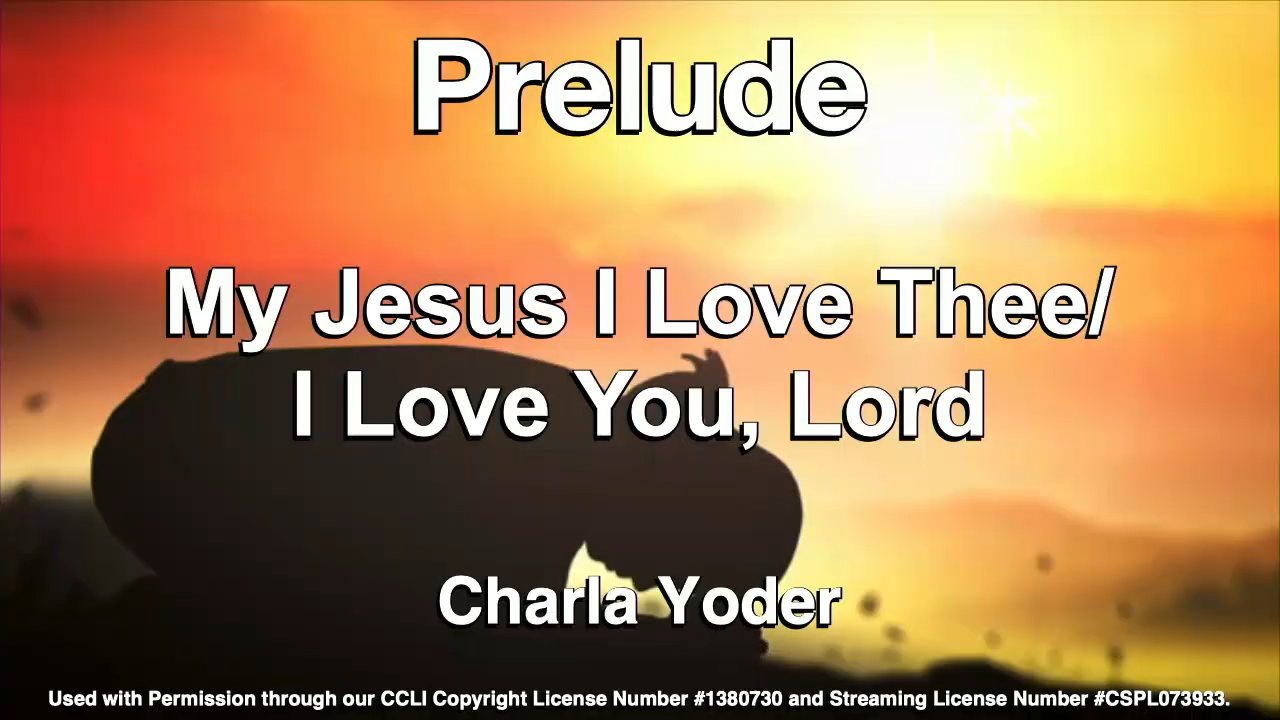 Prelude
My Jesus I Love Thee/
I Love You, Lord
Charla Yoder
Used with Permission through our CCLI Copyright License Number #1380730 and Streaming License Number #CSPL073933.